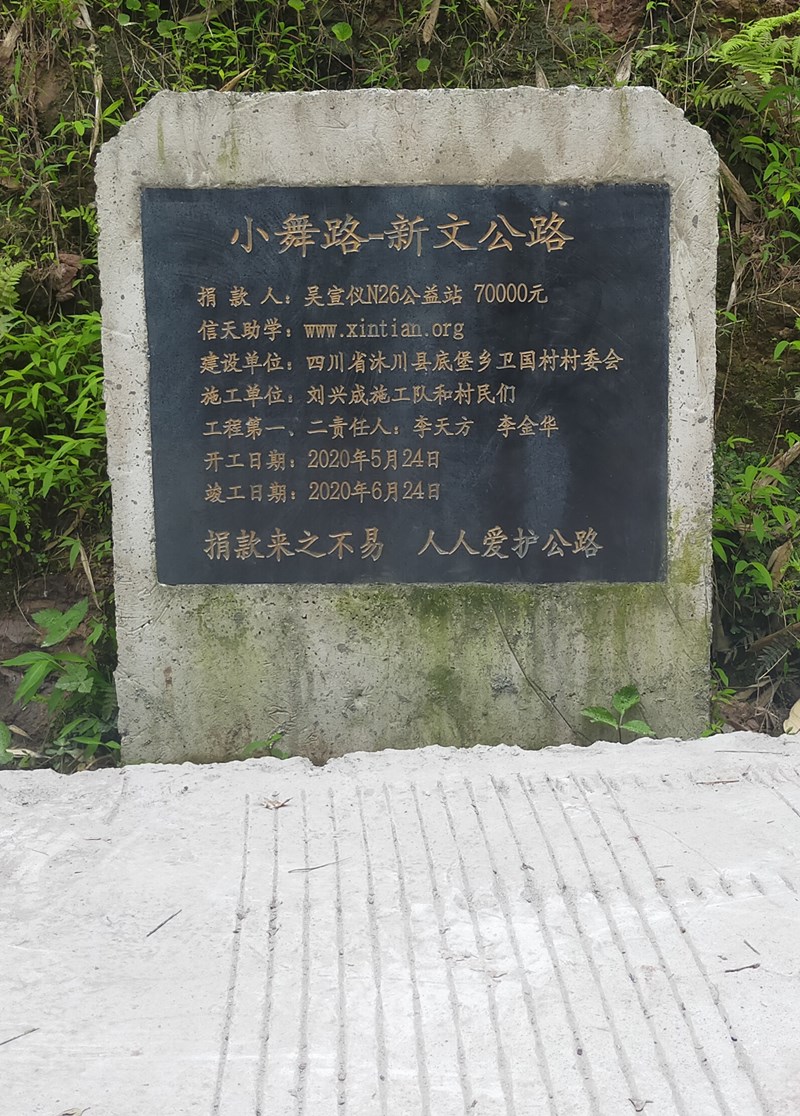 小舞路-新文公路
捐 款 人：吴宣仪N26公益站 70000元
信天助学：www.xintian.org
建设单位：四川省沐川县底堡乡卫国村村委会
施工单位：刘兴成施工队和村民们
工程第一、二责任人：李天方 李金华
开工日期：2020年5月24日
竣工日期：2020年6月24日
捐款来之不易 人人爱护公路